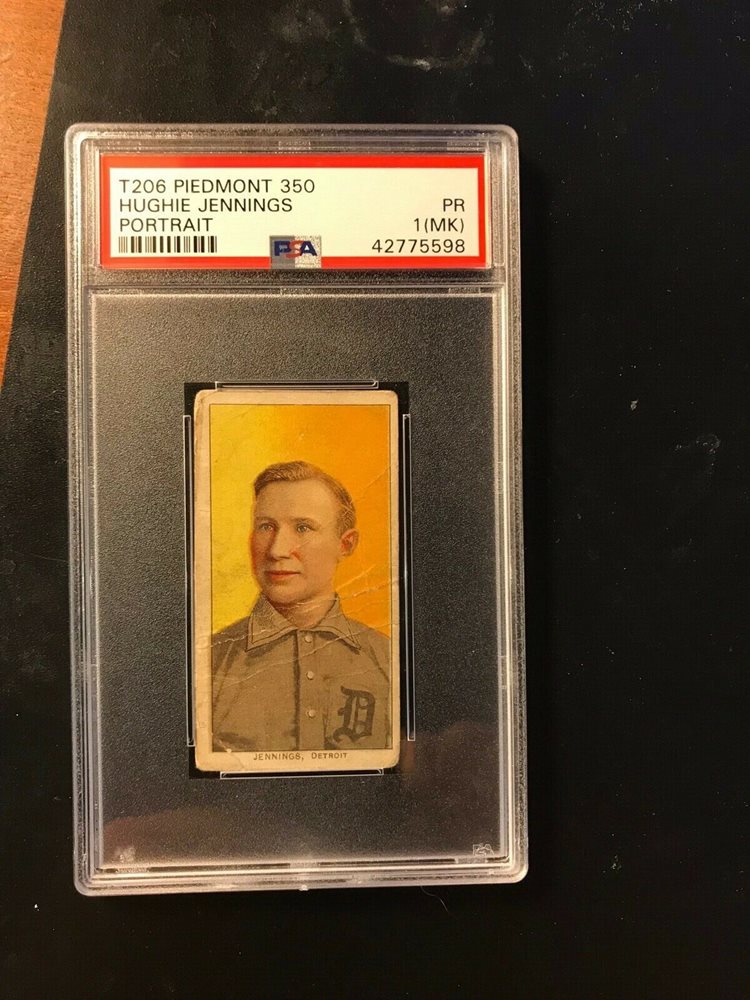 T206 PIEDMONT 350
HUGHIE JENNINGS PR
PORTRAIT 1(MK)
PSA 42775598
JENNINGS, DETROIT
D